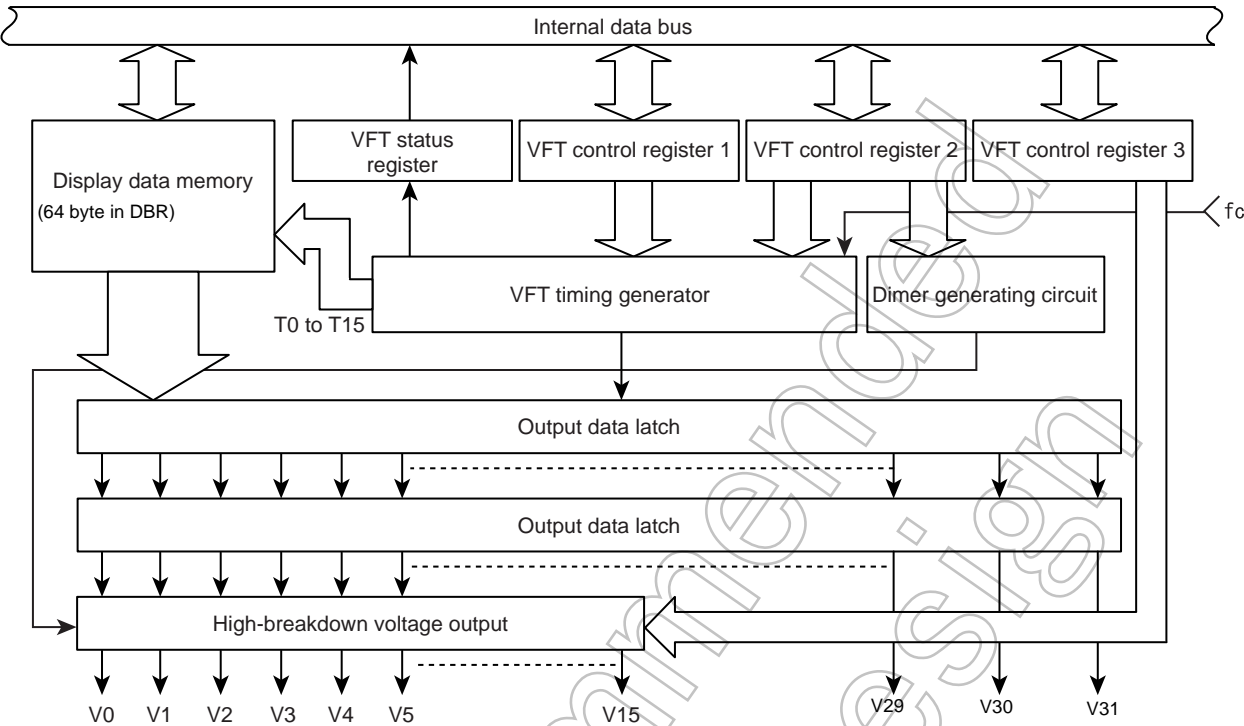 Internal data bus
Display data memory
(64 byte in DBR)
VFT status
register
VFT control register 1
VFT control register 2
VFT control register 3
fc
VFT timing generator
Dimer generating circuit
T0 to T15
Output data latch
Output data latch
High-breakdown voltage output
V0 V1 V2 V3 V4 V5 V15 V29 V30 V31
mmended
esign